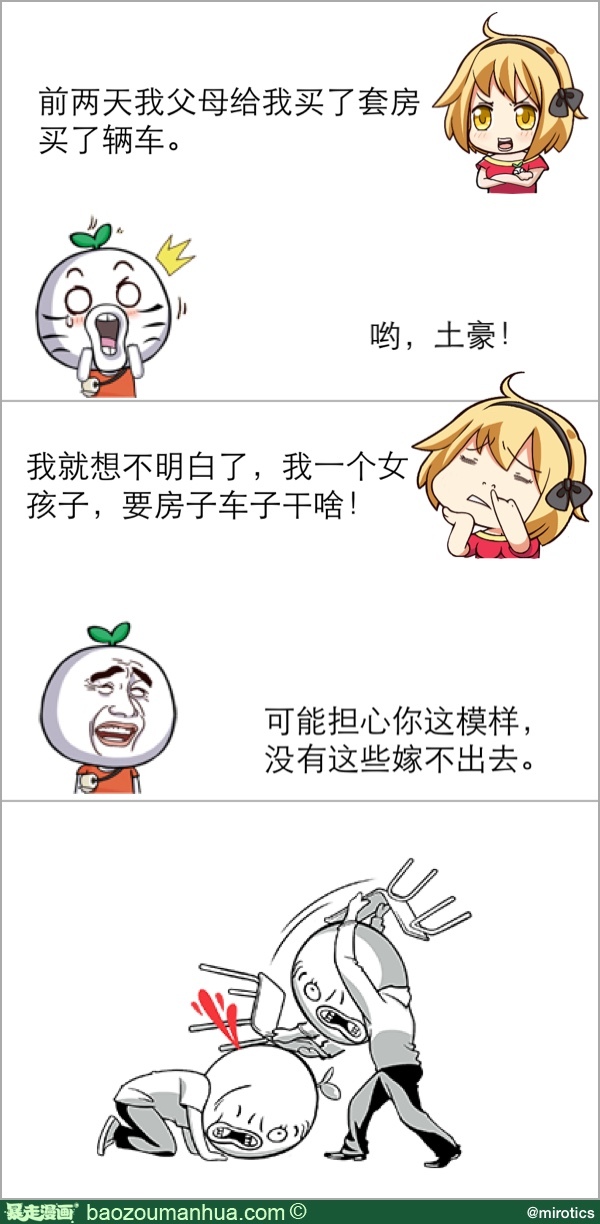 前两天我父母给我买了套房
买了辆车。
哟，土豪！
我就想不明白了，我一个女
孩子，要房子车子干啥！
可能担心你这模样，
没有这些嫁不出去。
暴走漫画 baozoumanhua.com © @mirotics